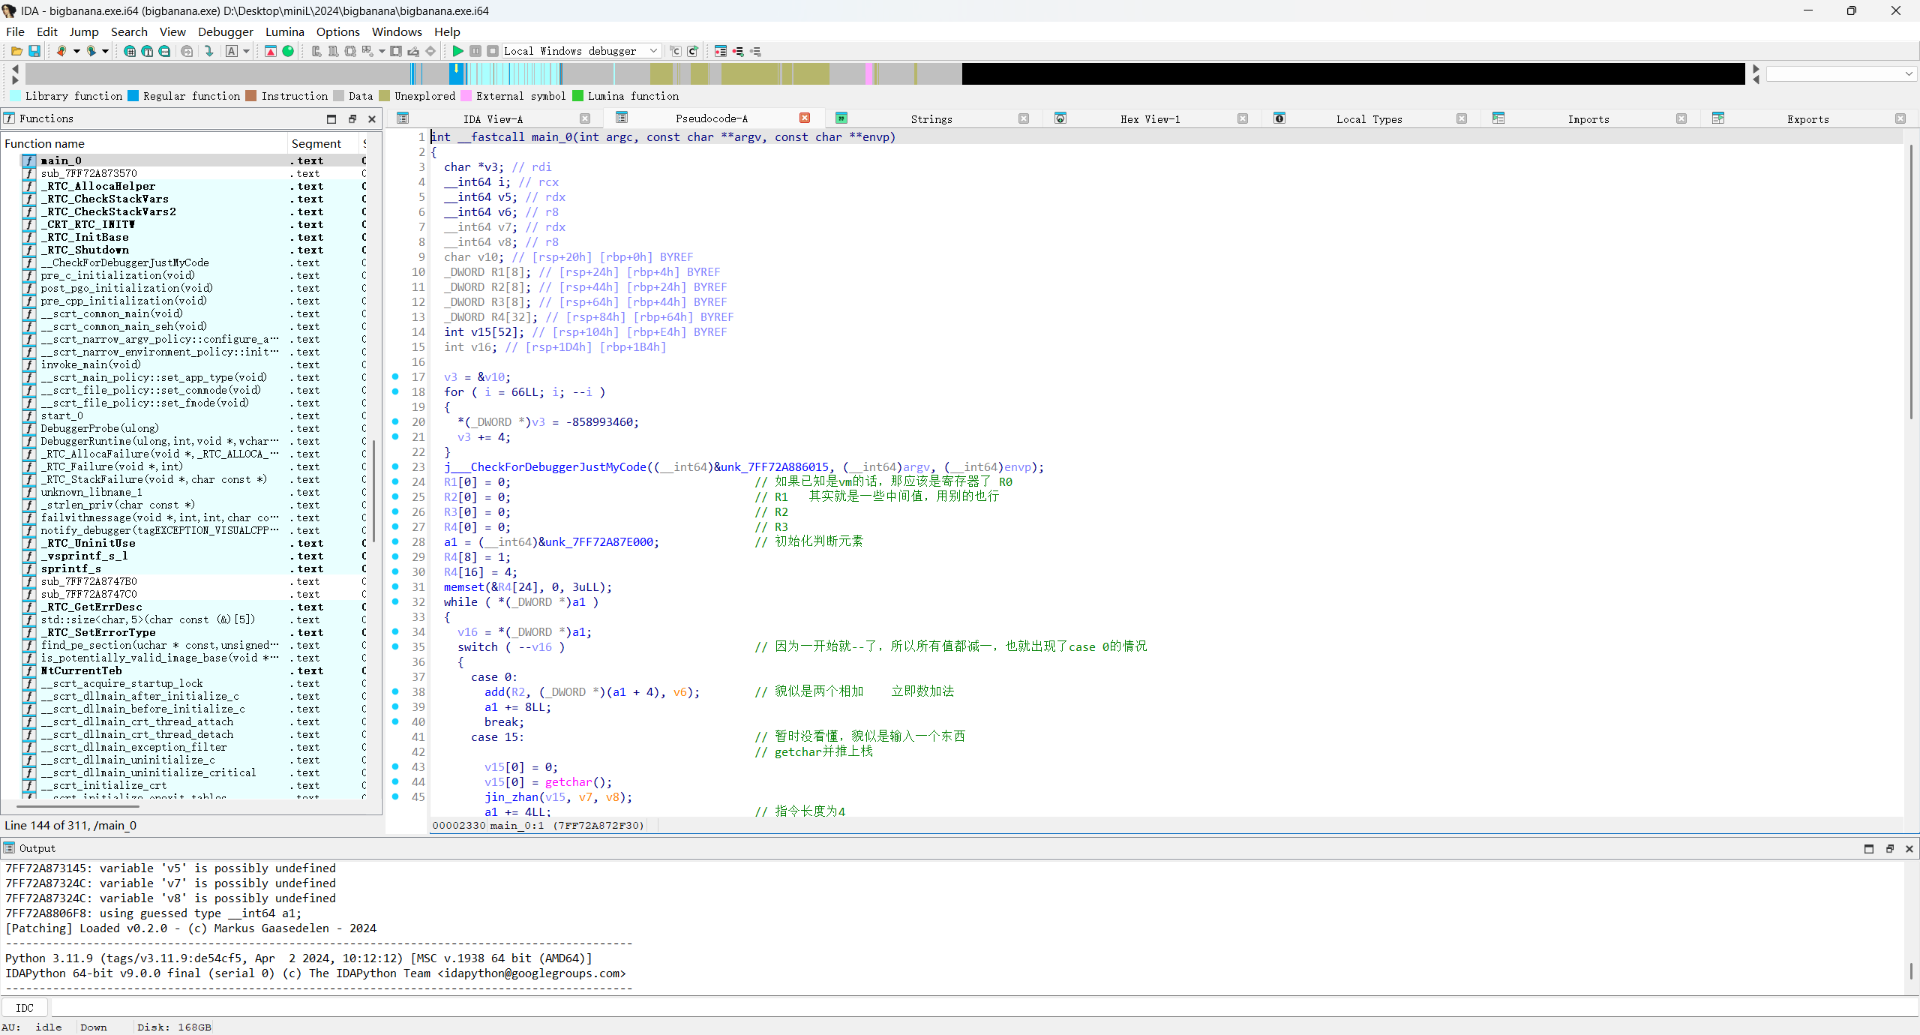 IDA - bigbanana.exe.i64 (bigbanana.exe) D:\Desktop\miniL\2024\bigbanana\bigbanana.exe.i64
File Edit Jump Search View Debugger Lumina Options Windows Help
Local Windows debugger
Library function Regular function Instruction Data Unexplored External symbol Lumina function
Functions
Function name Segment
main_0 .text
sub_7FF72A873570 .text
_RTC_AllocaHelper .text
_RTC_CheckStackVars .text
_RTC_CheckStackVars2 .text
_CRT_RTC_INITW .text
_RTC_InitBase .text
_RTC_Shutdown .text
__CheckForDebuggerJustMyCode .text
pre_c_initialization(void) .text
post_pgo_initialization(void) .text
pre_cpp_initialization(void) .text
__scrt_common_main(void) .text
__scrt_common_main_seh(void) .text
__scrt_narrow_argv_policy::configure_a… .text
__scrt_narrow_environment_policy::init… .text
invoke_main(void) .text
__scrt_main_policy::set_app_type(void) .text
__scrt_file_policy::set_commode(void) .text
__scrt_file_policy::set_fmode(void) .text
start_0 .text
DebuggerProbe(ulong) .text
DebuggerRuntime(ulong,int,void *,wchar… .text
_RTC_AllocaFailure(void *,_RTC_ALLOCA_… .text
_RTC_Failure(void *,int) .text
_RTC_StackFailure(void *,char const *) .text
unknown_libname_1 .text
_strlen_priv(char const *) .text
failwithmessage(void *,int,int,char co… .text
notify_debugger(tagEXCEPTION_VISUALCPP… .text
_RTC_UninitUse .text
_vsprintf_s_l .text
sprintf_s .text
sub_7FF72A8747B0 .text
sub_7FF72A8747C0 .text
_RTC_GetErrDesc .text
std::size<char,5>(char const (&)[5]) .text
_RTC_SetErrorType .text
find_pe_section(uchar * const,unsigned… .text
is_potentially_valid_image_base(void *… .text
NtCurrentTeb .text
__scrt_acquire_startup_lock .text
__scrt_dllmain_after_initialize_c .text
__scrt_dllmain_before_initialize_c .text
__scrt_dllmain_crt_thread_attach .text
__scrt_dllmain_crt_thread_detach .text
__scrt_dllmain_exception_filter .text
__scrt_dllmain_uninitialize_c .text
__scrt_dllmain_uninitialize_critical .text
__scrt_initialize_crt .text
Line 144 of 311, /main_0
IDA View-A Pseudocode-A Strings Hex View-1 Local Types Imports Exports
1 int __fastcall main_0(int argc, const char **argv, const char **envp)
2 {
3 char *v3; // rdi
4 __int64 i; // rcx
5 __int64 v5; // rdx
6 __int64 v6; // r8
7 __int64 v7; // rdx
8 __int64 v8; // r8
9 char v10; // [rsp+20h] [rbp+0h] BYREF
10 _DWORD R1[8]; // [rsp+24h] [rbp+4h] BYREF
11 _DWORD R2[8]; // [rsp+44h] [rbp+24h] BYREF
12 _DWORD R3[8]; // [rsp+64h] [rbp+44h] BYREF
13 _DWORD R4[32]; // [rsp+84h] [rbp+64h] BYREF
14 int v15[52]; // [rsp+104h] [rbp+E4h] BYREF
15 int v16; // [rsp+1D4h] [rbp+1B4h]
16
17 v3 = &v10;
18 for ( i = 66LL; i; --i )
19 {
20 *(_DWORD *)v3 = -858993460;
21 v3 += 4;
22 }
23 j___CheckForDebuggerJustMyCode((__int64)&unk_7FF72A886015, (__int64)argv, (__int64)envp);
24 R1[0] = 0; // 如果已知是vm的话，那应该是寄存器了 R0
25 R2[0] = 0; // R1 其实就是一些中间值，用别的也行
26 R3[0] = 0; // R2
27 R4[0] = 0; // R3
28 a1 = (__int64)&unk_7FF72A87E000; // 初始化判断元素
29 R4[8] = 1;
30 R4[16] = 4;
31 memset(&R4[24], 0, 3uLL);
32 while ( *(_DWORD *)a1 )
33 {
34 v16 = *(_DWORD *)a1;
35 switch ( --v16 ) // 因为一开始就--了，所以所有值都减一，也就出现了case 0的情况
36 {
37 case 0:
38 add(R2, (_DWORD *)(a1 + 4), v6); // 貌似是两个相加 立即数加法
39 a1 += 8LL;
40 break;
41 case 15: // 暂时没看懂，貌似是输入一个东西
42 // getchar并推上栈
43 v15[0] = 0;
44 v15[0] = getchar();
45 jin_zhan(v15, v7, v8);
a1 += 4LL; // 指令长度为4
00002330 main_0:1 (7FF72A872F30)
Output
7FF72A873145: variable 'v5' is possibly undefined
7FF72A87324C: variable 'v7' is possibly undefined
7FF72A87324C: variable 'v8' is possibly undefined
7FF72A8806F8: using guessed type __int64 a1;
[Patching] Loaded v0.2.0 - (c) Markus Gaasedelen - 2024
Python 3.11.9 (tags/v3.11.9:de54cf5, Apr 2 2024, 10:12:12) [MSC v.1938 64 bit (AMD64)]
IDAPython 64-bit v9.0.0 final (serial 0) (c) The IDAPython Team <idapython@googlegroups.com>
IDC
AU: idle Down Disk: 168GB